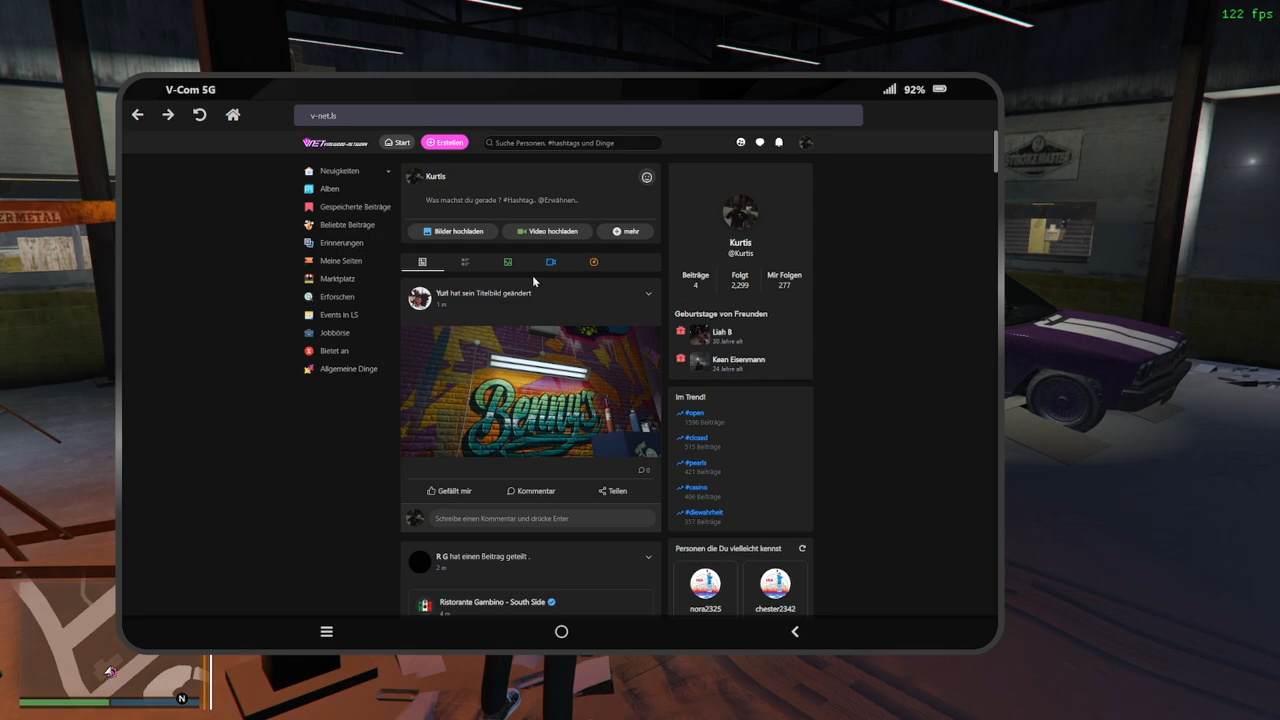 122 fps
V-Com 5G
92%
v-net.ls
VNET
Start
Erstellen
Suche Personen, #hashtags und Dinge
Neuigkeiten
Alben
Gespeicherte Beiträge
Beliebte Beiträge
Erinnerungen
Meine Seiten
Marktplatz
Erforschen
Events in LS
Jobbörse
Bietet an
Allgemeine Dinge
Kurtis
Was machst du gerade ? #Hashtag.. @Erwähnen..
Bilder hochladen
Video hochladen
mehr
Yuri hat sein Titelbild geändert
1 m
Bennys
0
Gefällt mir
Kommentar
Teilen
Schreibe einen Kommentar und drücke Enter
R G hat einen Beitrag geteilt .
2 m
Ristorante Gambino - South Side
4 m
Kurtis
@Kurtis
Beiträge
4
Folgt
2,299
Mir Folgen
277
Geburtstage von Freunden
Liah B
30 Jahre alt
Kean Eisenmann
24 Jahre alt
Im Trend!
#open
1596 Beiträge
#closed
515 Beiträge
#pearls
421 Beiträge
#casino
406 Beiträge
#diewahrheit
357 Beiträge
Personen die Du vielleicht kennst
nora2325
chester2342
STROKEMASTER
ERMETAL
N